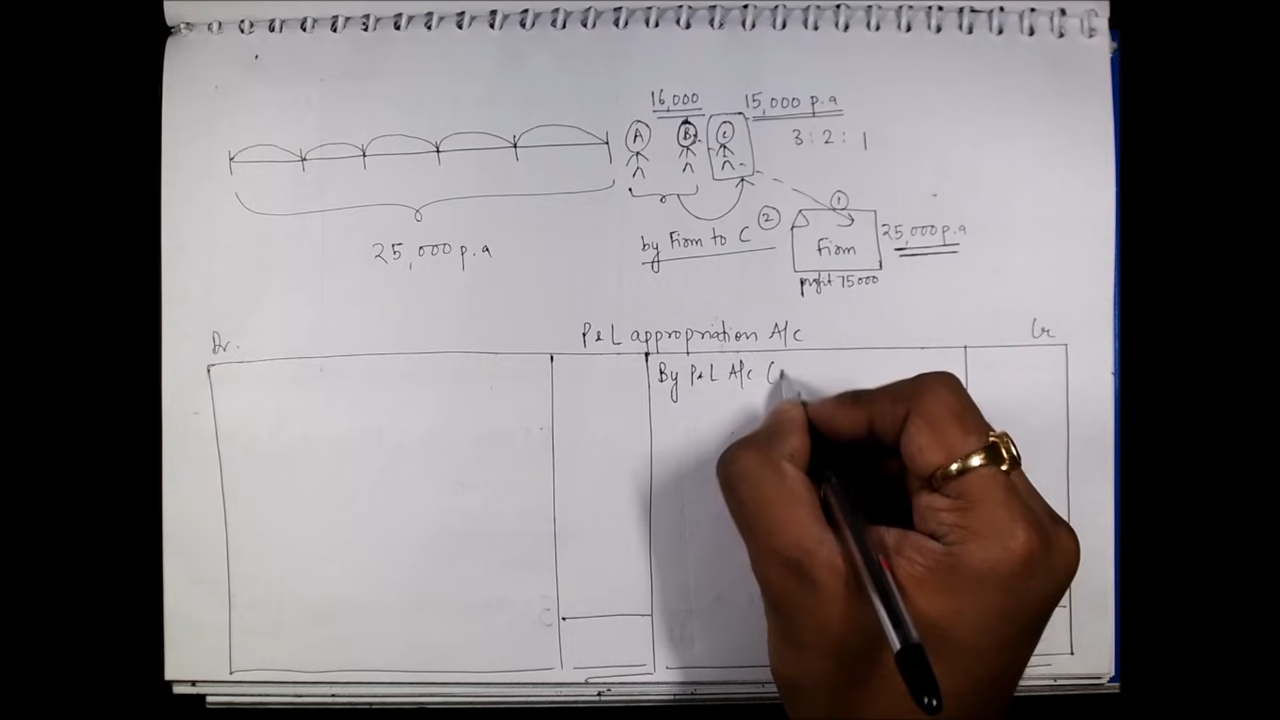 16,000 15,000 p.a
A B C 3 : 2 : 1
25,000 p.a
by Firm to C ②
①
Firm
25,000 p.a
profit 75000
Dr. P & L appropriation A/c Cr
By P & L A/c (